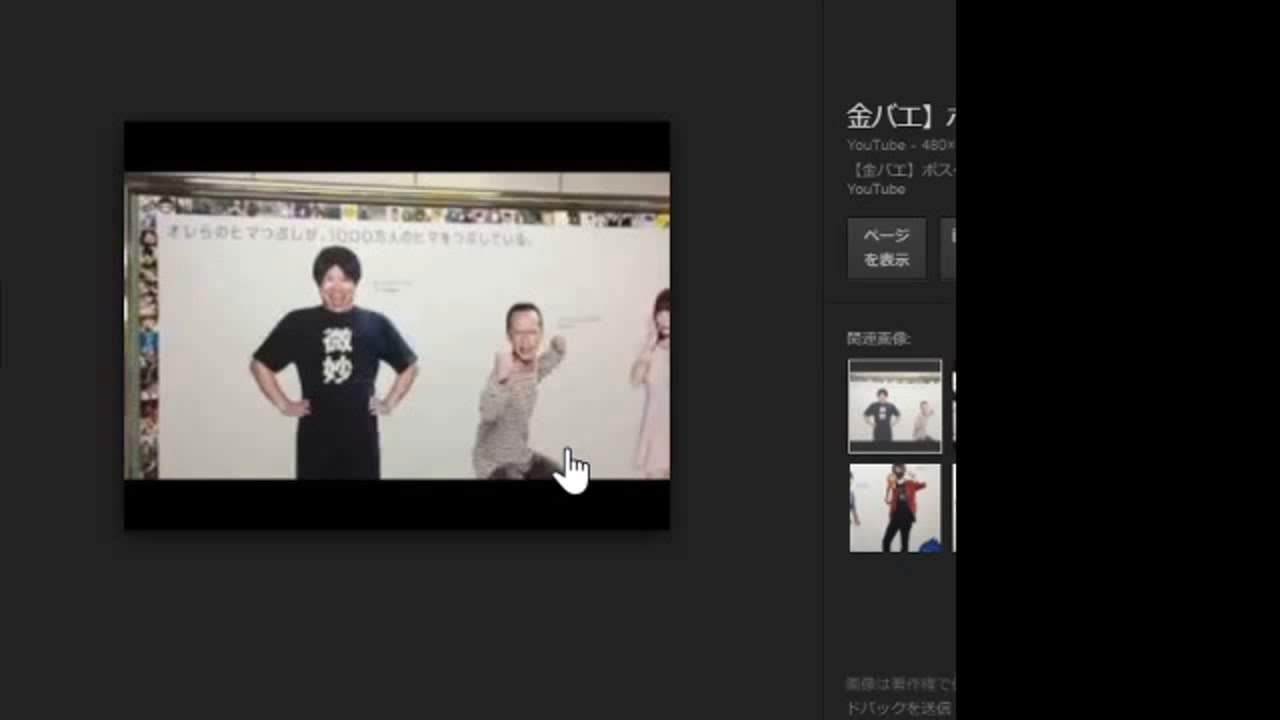 オレらのヒマつぶしが、1000万人のヒマをつぶしている。
微
妙
金バエ】
YouTube - 480×
【金バエ】ポス
YouTube
ページ
を表示
関連画像:
画像は著作権で
ドバックを送信